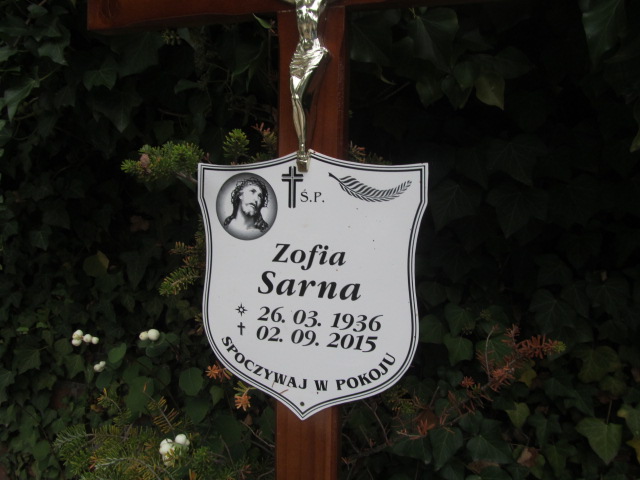 Ś.P.
Zofia
Sarna
26. 03. 1936
02. 09. 2015
SPOCZYWAJ W POKOJU